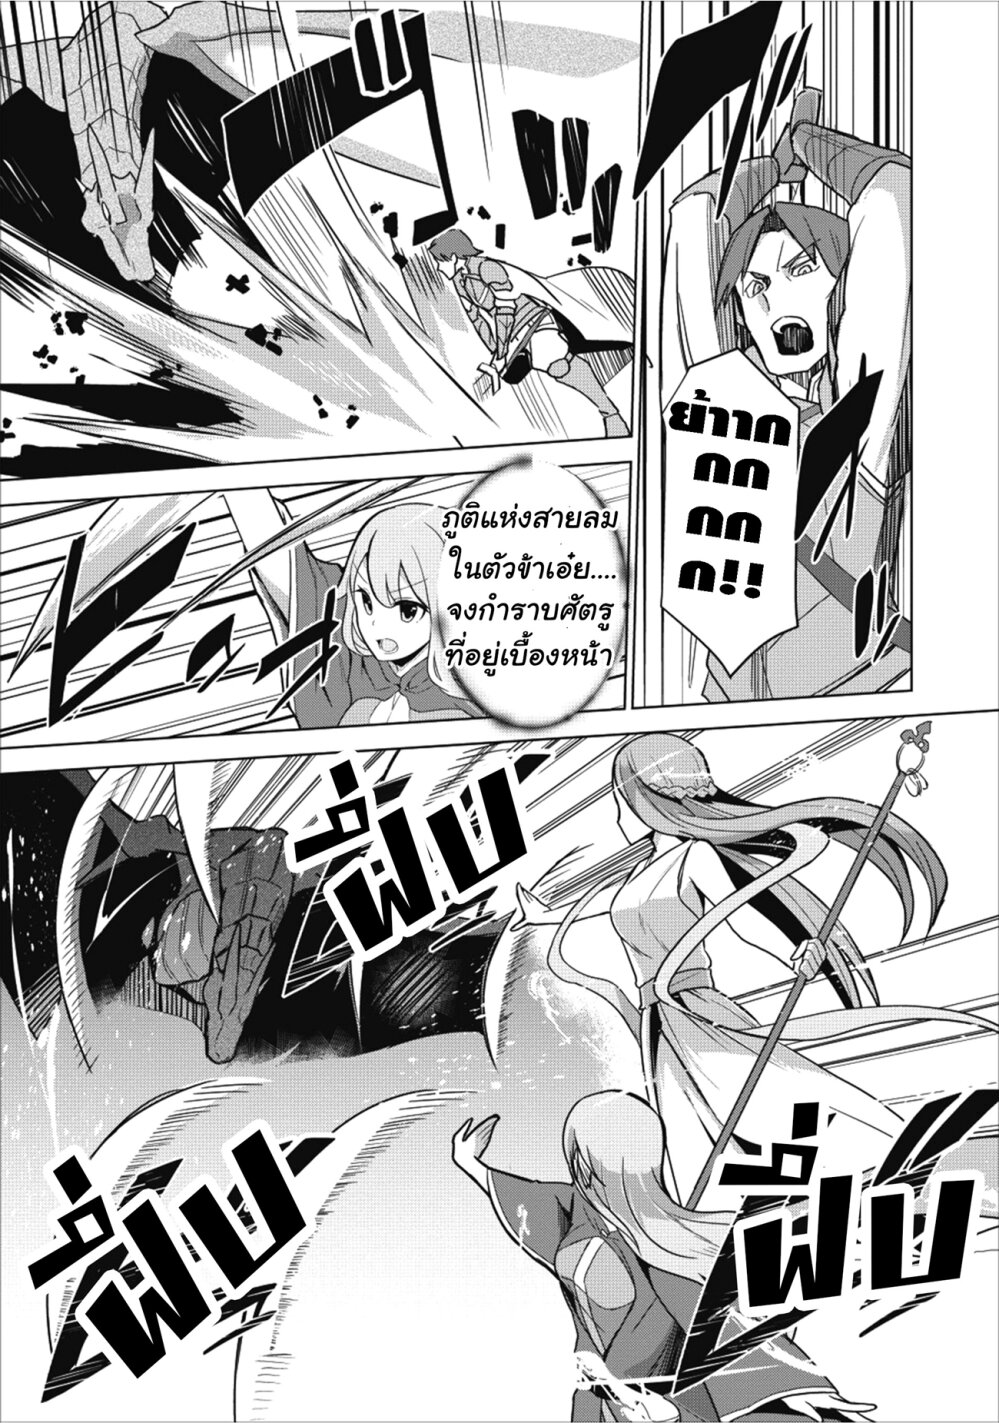 ย้ากก
กก
กก
ก!!
ภูติแห่งสายลม
ในตัวข้าเอ๋ย....
จงกำราบศัตรู
ที่อยู่เบื้องหน้า
ฟึ่บ
ฟึ่บ
ฟึ่บ